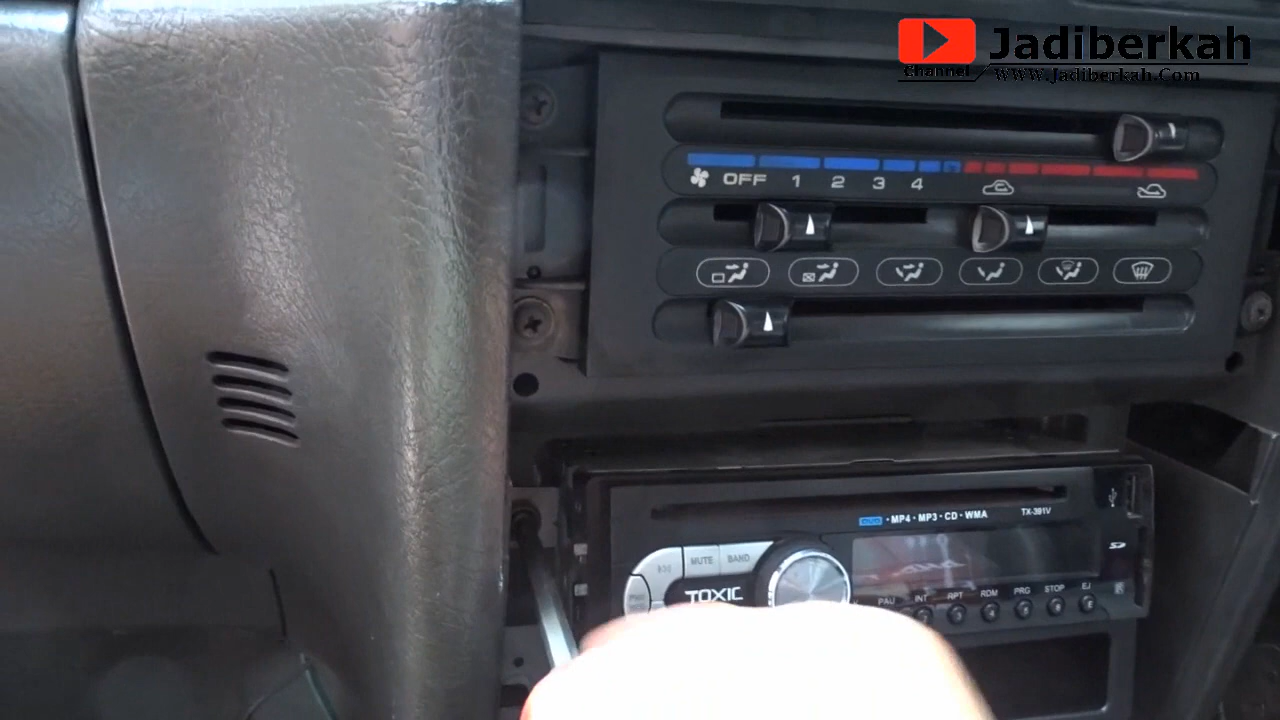 Jadiberkah
Channel
www.Jadiberkah.Com
OFF 1 2 3 4
DVD • MP4 • MP3 • CD • WMA
TX-391V
MUTE BAND
TOXIC
PAU INT RPT RDM PRG STOP EJ